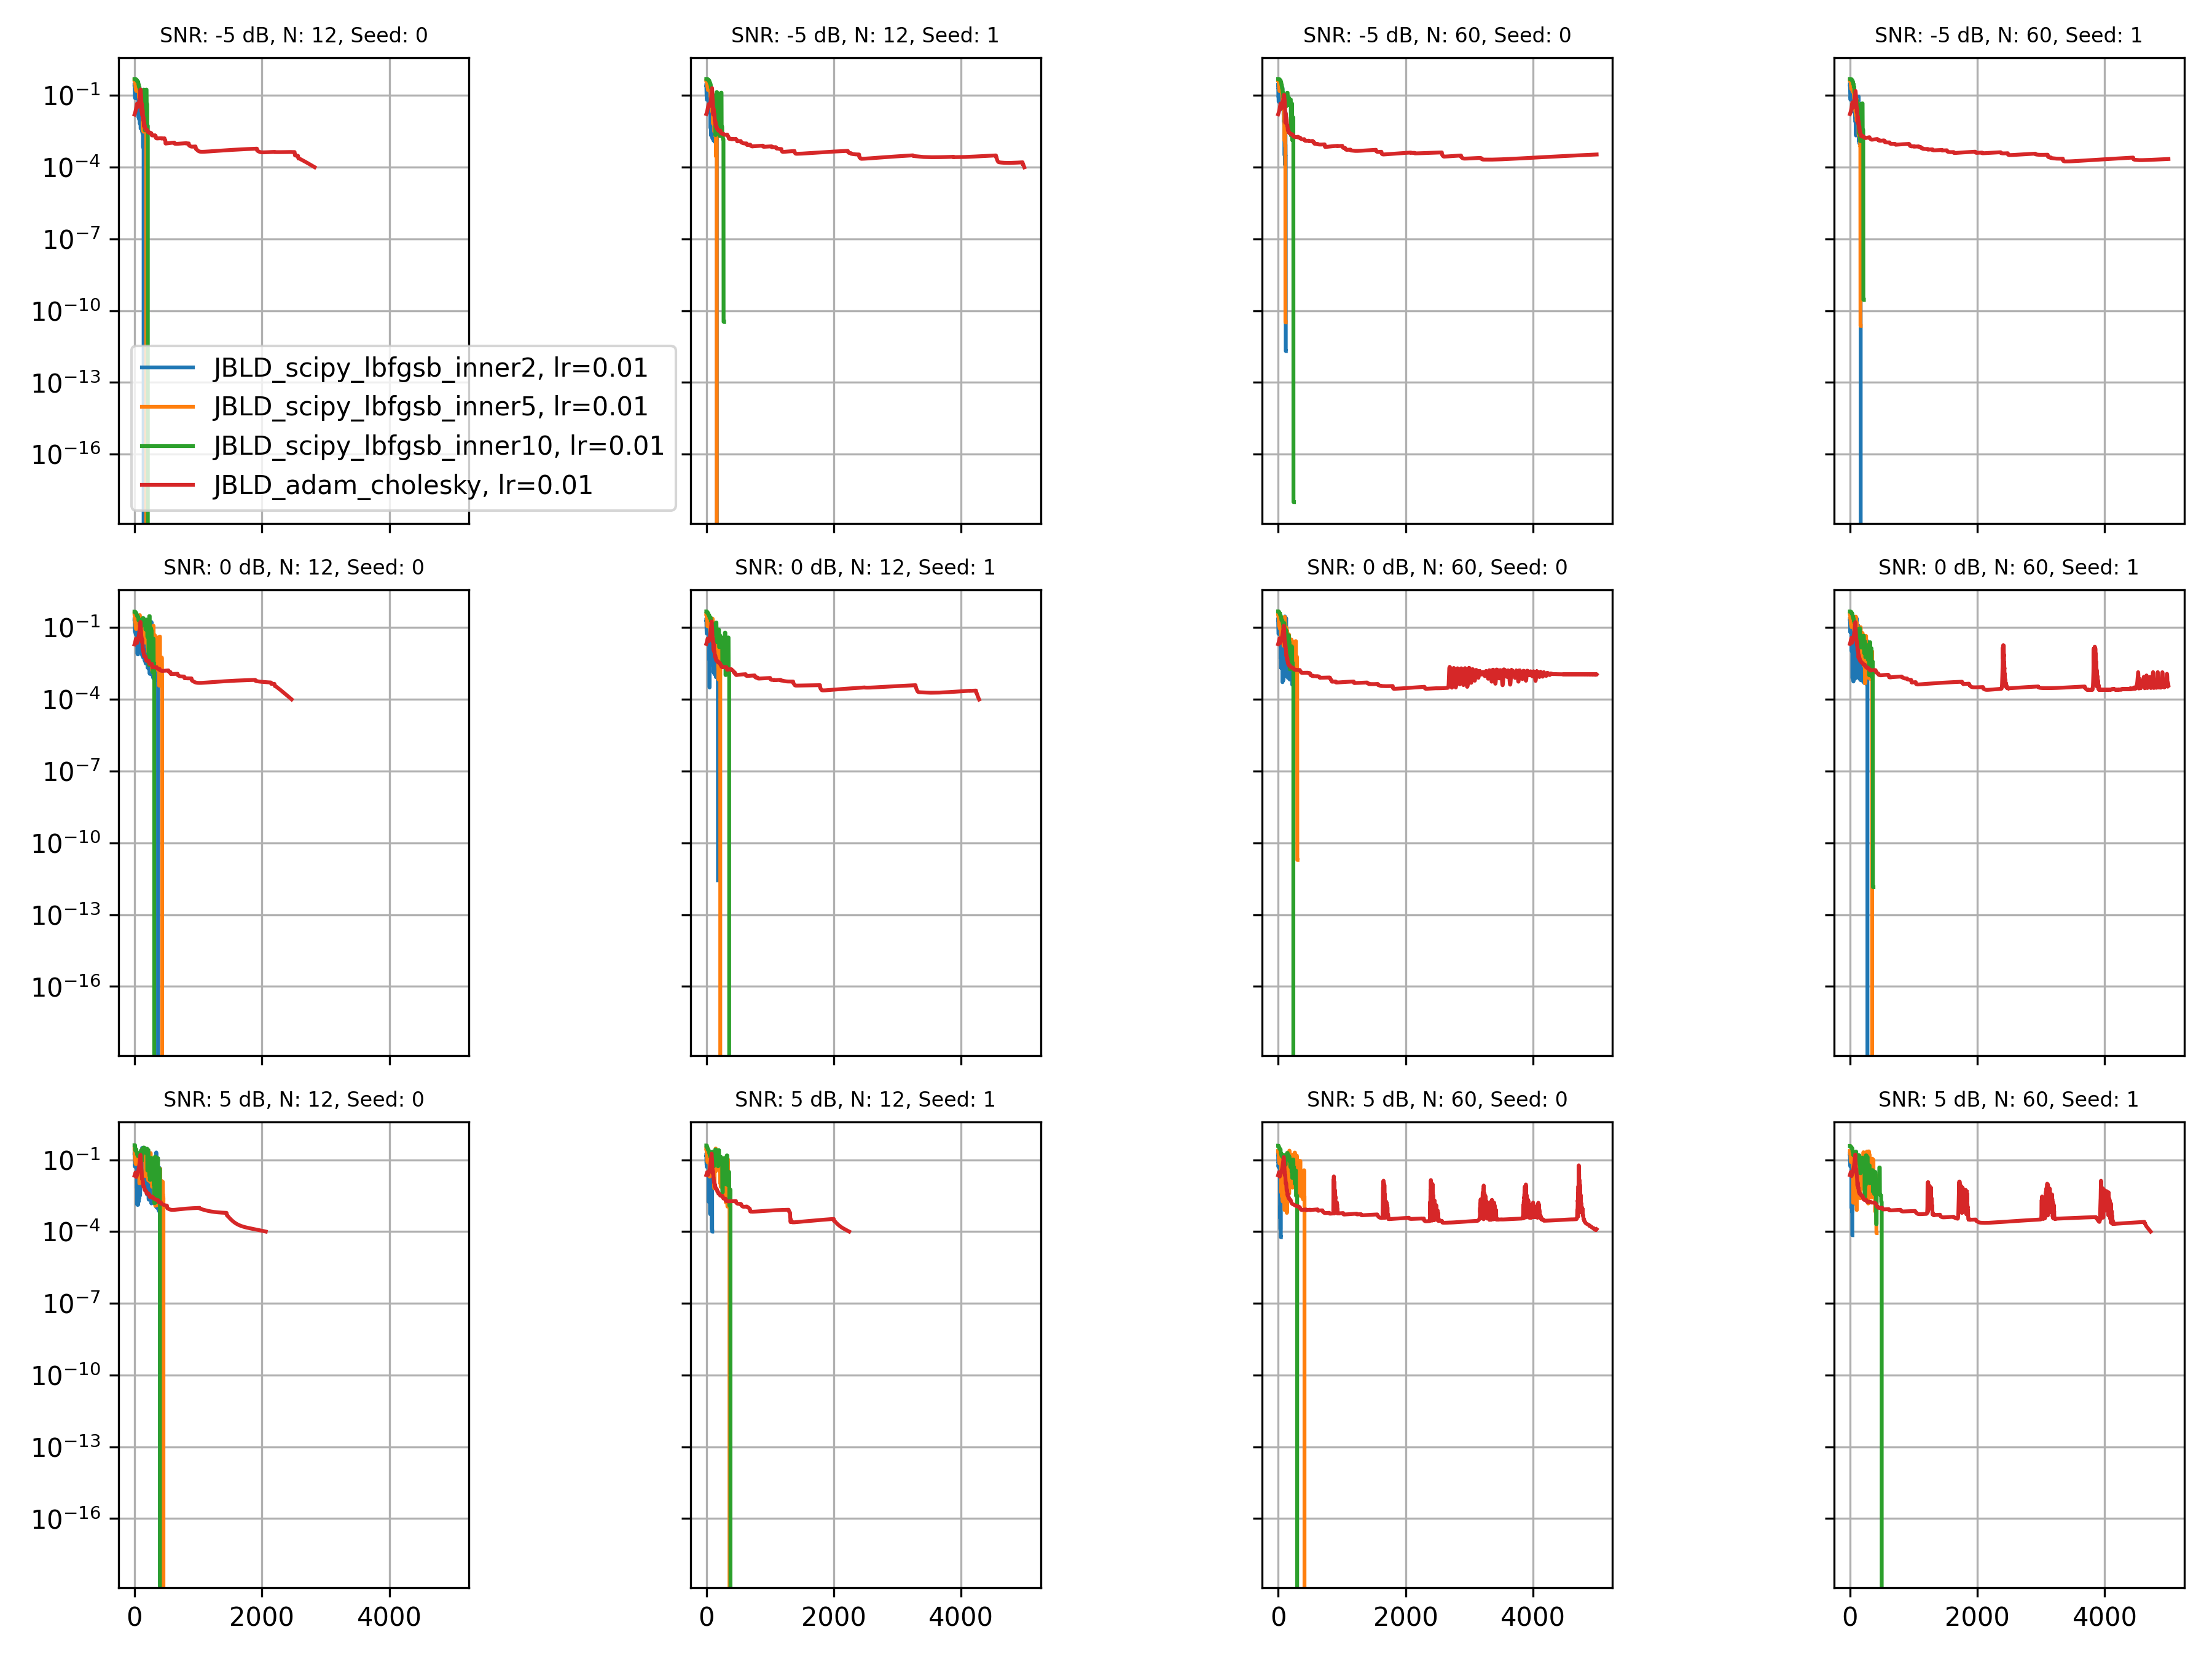 SNR: -5 dB, N: 12, Seed: 0
SNR: -5 dB, N: 12, Seed: 1
SNR: -5 dB, N: 60, Seed: 0
SNR: -5 dB, N: 60, Seed: 1
10⁻¹
10⁻⁴
10⁻⁷
10⁻¹⁰
10⁻¹³
10⁻¹⁶
JBLD_scipy_lbfgsb_inner2, lr=0.01
JBLD_scipy_lbfgsb_inner5, lr=0.01
JBLD_scipy_lbfgsb_inner10, lr=0.01
JBLD_adam_cholesky, lr=0.01
SNR: 0 dB, N: 12, Seed: 0
SNR: 0 dB, N: 12, Seed: 1
SNR: 0 dB, N: 60, Seed: 0
SNR: 0 dB, N: 60, Seed: 1
10⁻¹
10⁻⁴
10⁻⁷
10⁻¹⁰
10⁻¹³
10⁻¹⁶
SNR: 5 dB, N: 12, Seed: 0
SNR: 5 dB, N: 12, Seed: 1
SNR: 5 dB, N: 60, Seed: 0
SNR: 5 dB, N: 60, Seed: 1
10⁻¹
10⁻⁴
10⁻⁷
10⁻¹⁰
10⁻¹³
10⁻¹⁶
0 2000 4000
0 2000 4000
0 2000 4000
0 2000 4000